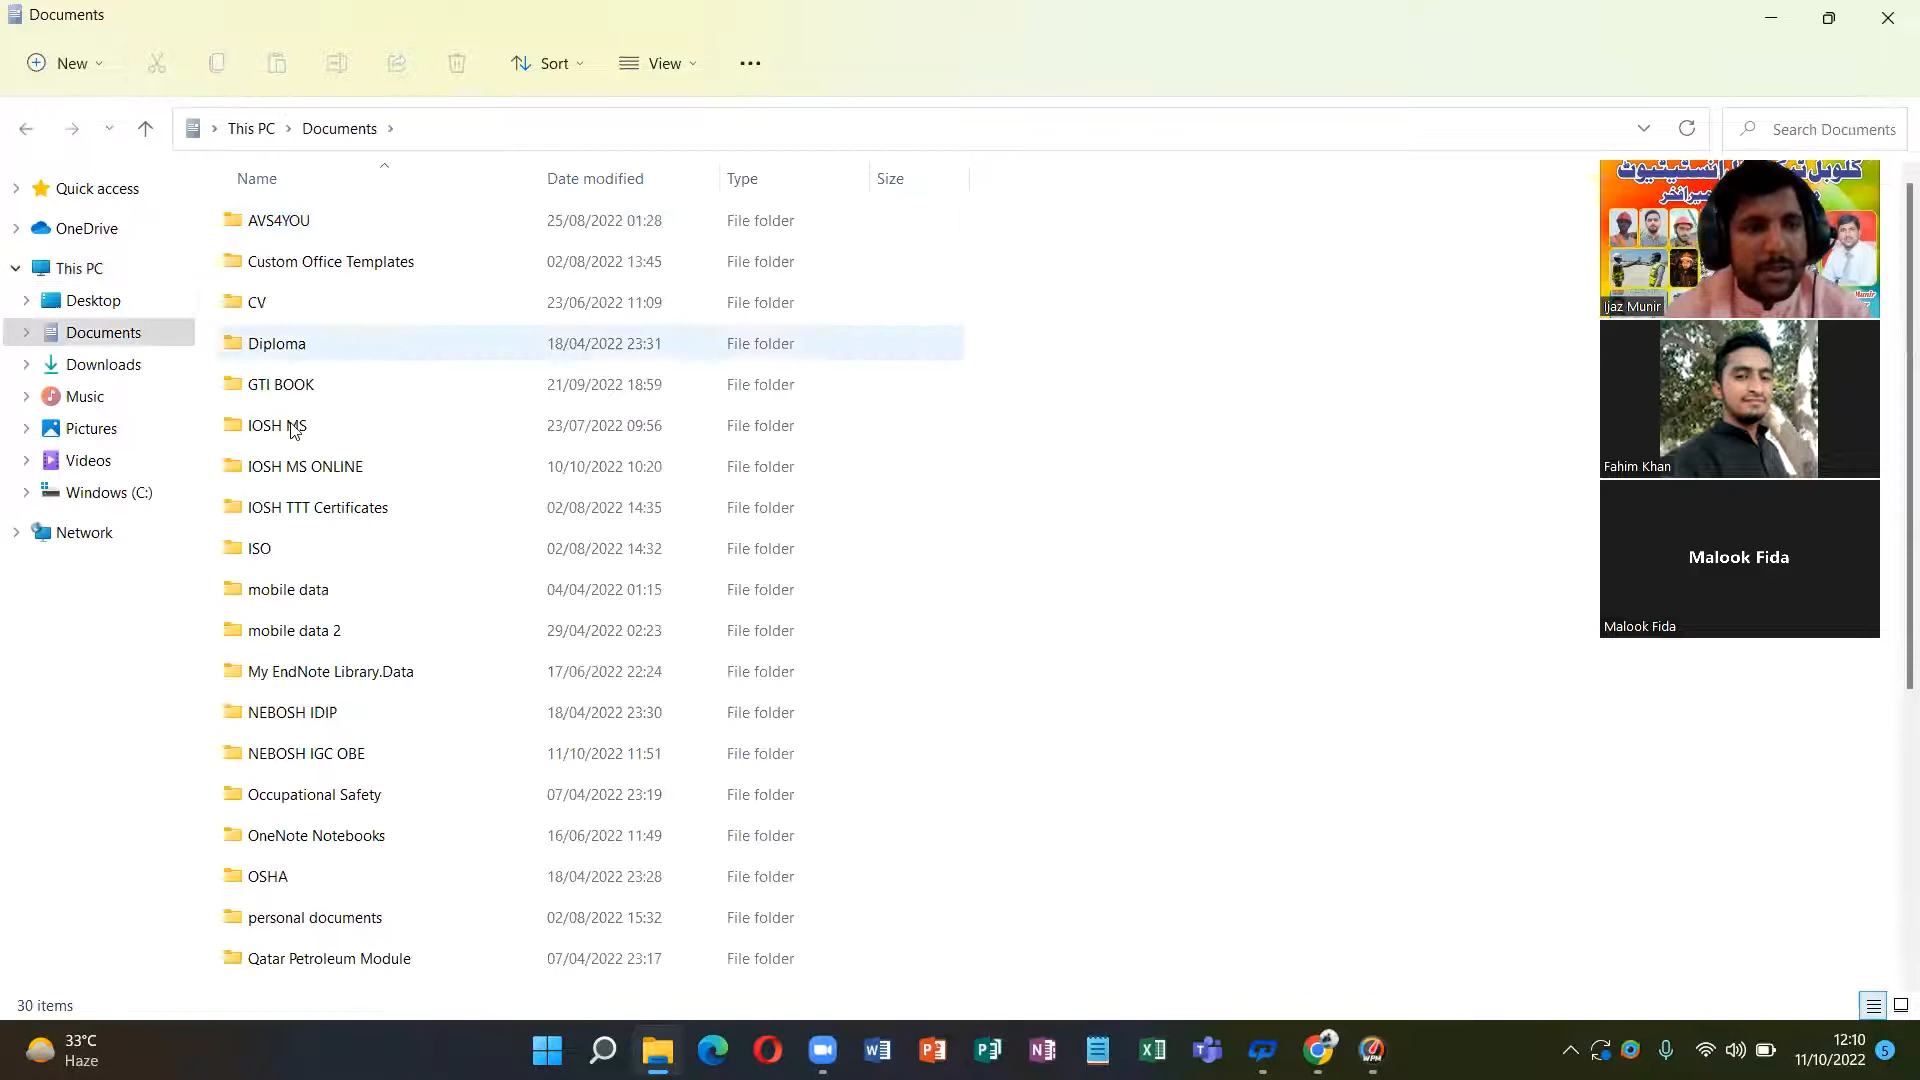 Documents
New
Sort
View
This PC
Documents
Search Documents
Quick access
OneDrive
This PC
Desktop
Documents
Downloads
Music
Pictures
Videos
Windows (C:)
Network
Name Date modified Type Size
AVS4YOU 25/08/2022 01:28 File folder
Custom Office Templates 02/08/2022 13:45 File folder
CV 23/06/2022 11:09 File folder
Diploma 18/04/2022 23:31 File folder
GTI BOOK 21/09/2022 18:59 File folder
IOSH MS 23/07/2022 09:56 File folder
IOSH MS ONLINE 10/10/2022 10:20 File folder
IOSH TTT Certificates 02/08/2022 14:35 File folder
ISO 02/08/2022 14:32 File folder
mobile data 04/04/2022 01:15 File folder
mobile data 2 29/04/2022 02:23 File folder
My EndNote Library.Data 17/06/2022 22:24 File folder
NEBOSH IDIP 18/04/2022 23:30 File folder
NEBOSH IGC OBE 11/10/2022 11:51 File folder
Occupational Safety 07/04/2022 23:19 File folder
OneNote Notebooks 16/06/2022 11:49 File folder
OSHA 18/04/2022 23:28 File folder
personal documents 02/08/2022 15:32 File folder
Qatar Petroleum Module 07/04/2022 23:17 File folder
گلوبل
انسٹیٹیوٹ
Munir
Ijaz Munir
Fahim Khan
Malook Fida
Malook Fida
30 items
33°C
Haze
12:10
11/10/2022
5